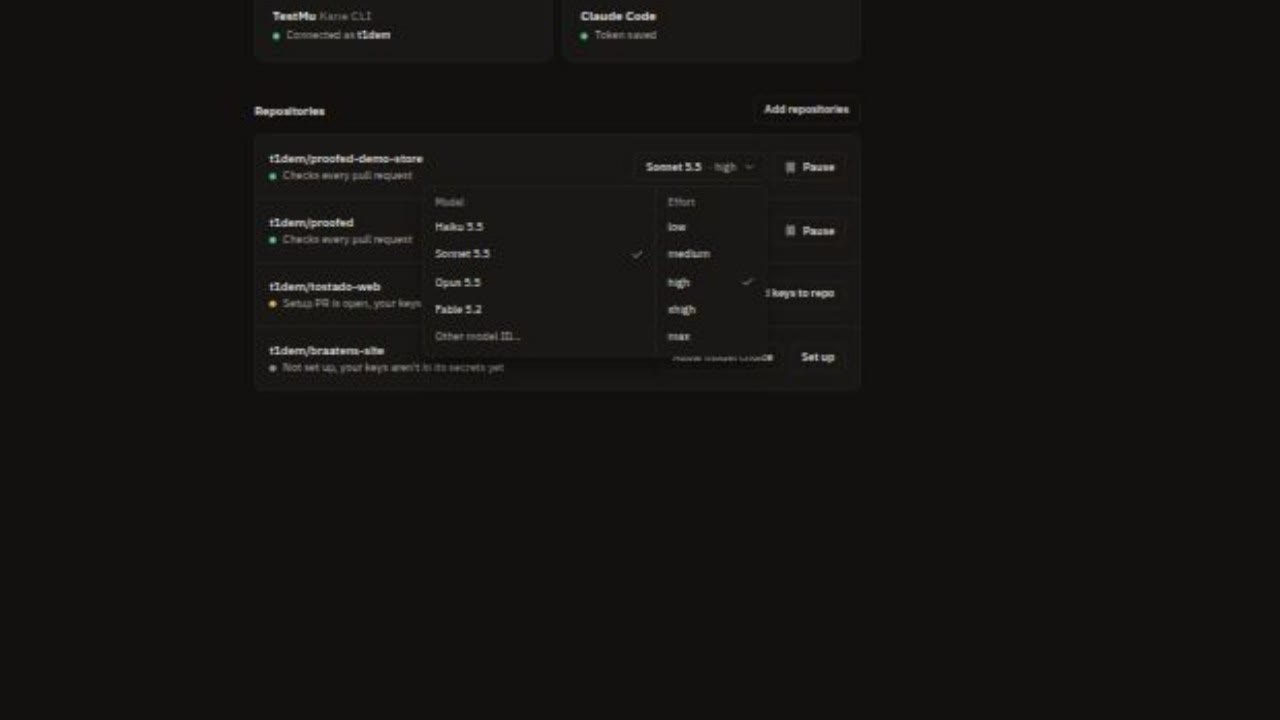 TestMu Kane CLI
Connected as t1dem
Claude Code
Token saved
Repositories
Add repositories
t1dem/proofed-demo-store
Checks every pull request
Sonnet 5.5 · high
Pause
Model
Haiku 5.5
Sonnet 5.5
Opus 5.5
Fable 5.2
Other model ID...
Effort
low
medium
high
xhigh
max
t1dem/proofed
Checks every pull request
Pause
t1dem/tostado-web
Setup PR is open, your keys
keys to repo
t1dem/braatens-site
Not set up, your keys aren't in its secrets yet
Set up